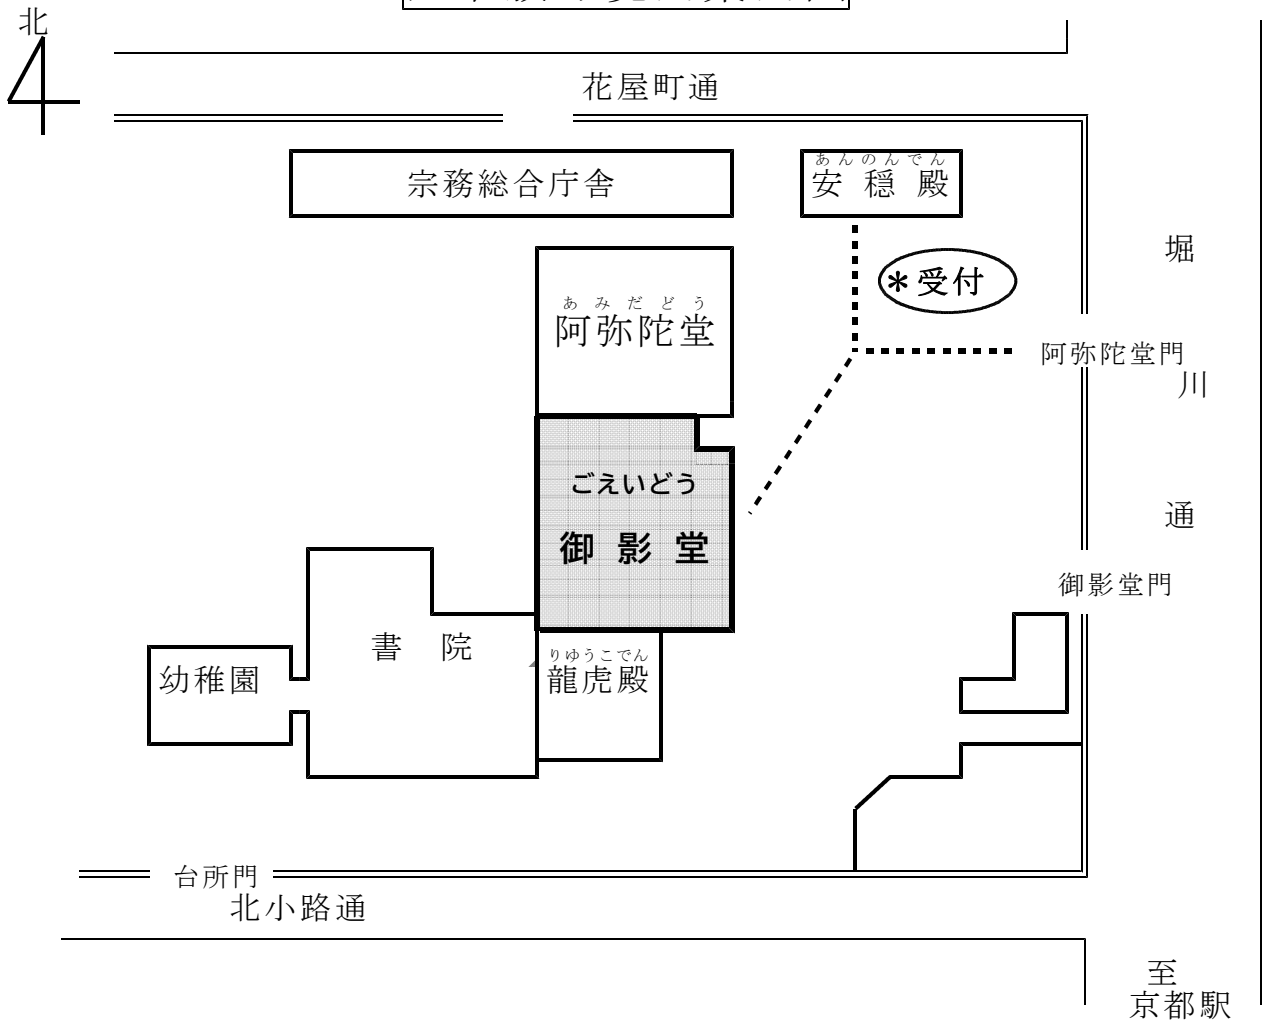 北
花屋町通
宗務総合庁舎
あんのんでん
安穏殿
＊受付
堀川通
あみだどう
阿弥陀堂
阿弥陀堂門
ごえいどう
御影堂
御影堂門
書院
りゆうこでん
龍虎殿
幼稚園
台所門
北小路通
至
京都駅